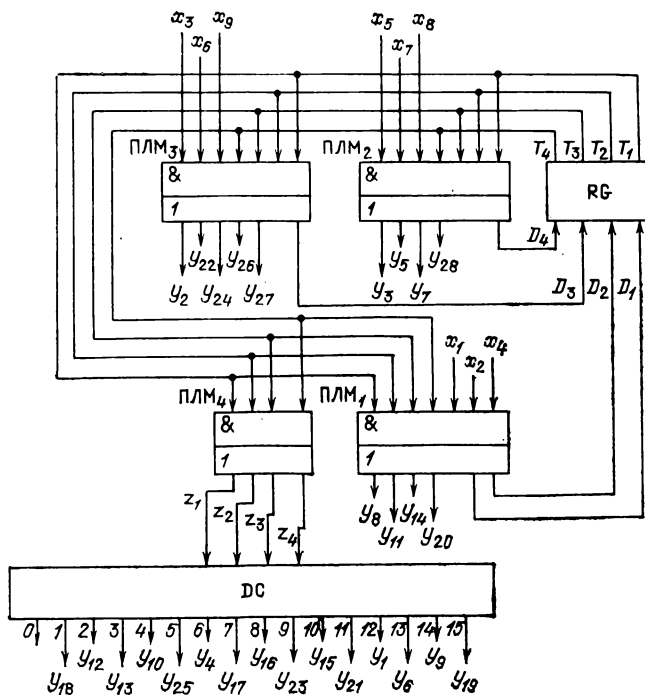 x₃ x₉ x₅ x₈
x₆ x₇
ПЛМ₃ ПЛМ₂ T₄ T₃ T₂ T₁
& & RG
1 1
D₄ D₃ D₂ D₁
y₂₂ y₂₆ y₅ y₂₈
y₂ y₂₄ y₂₇ y₃ y₇
x₁ x₄
x₂
ПЛМ₄ ПЛМ₁
& &
1 1
z₁ z₂ z₃ z₄ y₈ y₁₄
y₁₁ y₂₀
DC
0 1 2 3 4 5 6 7 8 9 10 11 12 13 14 15
y₁₂ y₁₀ y₄ y₁₆ y₁₅ y₁ y₉
y₁₈ y₁₃ y₂₅ y₁₇ y₂₃ y₂₁ y₆ y₁₉